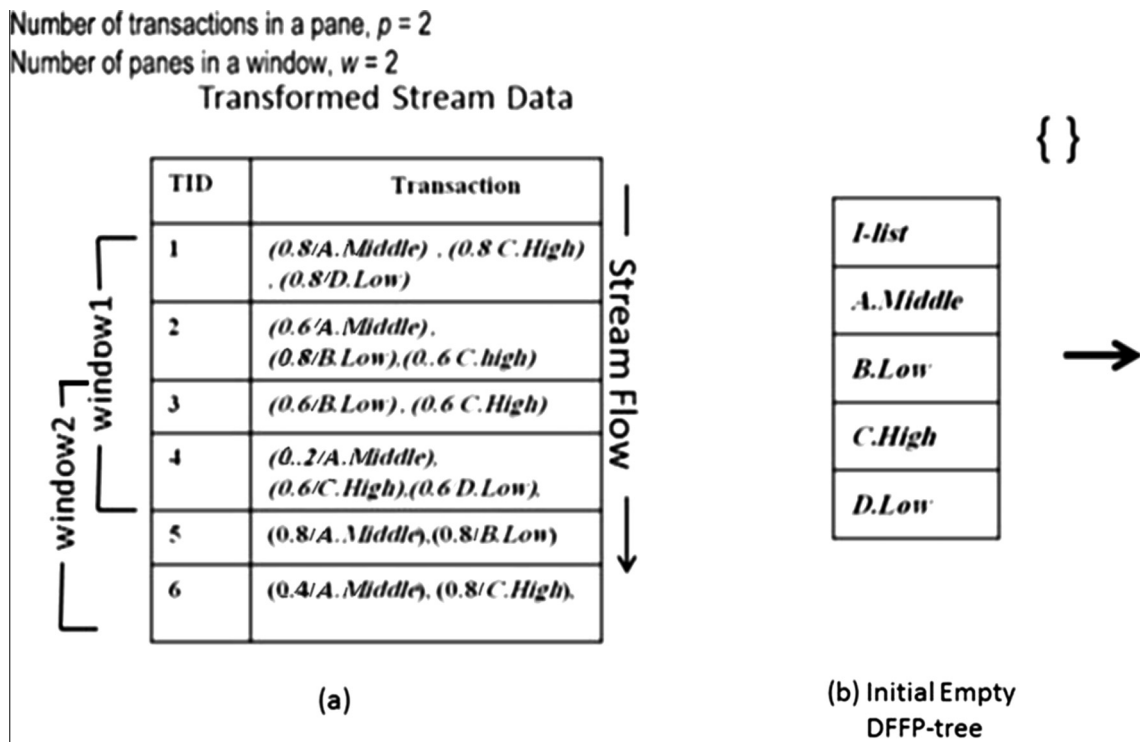 Number of transactions in a pane, p = 2
Number of panes in a window, w = 2
Transformed Stream Data
TID Transaction
1 (0.8/A.Middle) , (0.8 C.High)
, (0.8/D.Low)
2 (0.6/A.Middle),
(0.8/B.Low),(0..6 C.high)
3 (0.6/B.Low), (0.6 C.High)
4 (0..2/A.Middle),
(0.6/C.High),(0.6 D.Low),
5 (0.8/A..Middle),(0.8/B.Low)
6 (0.4/A.Middle), (0.8/C.High),
window1
window2
Stream Flow
(a)
{ }
I-list
A..Middle
B.Low
C.High
D.Low
(b) Initial Empty
DFFP-tree